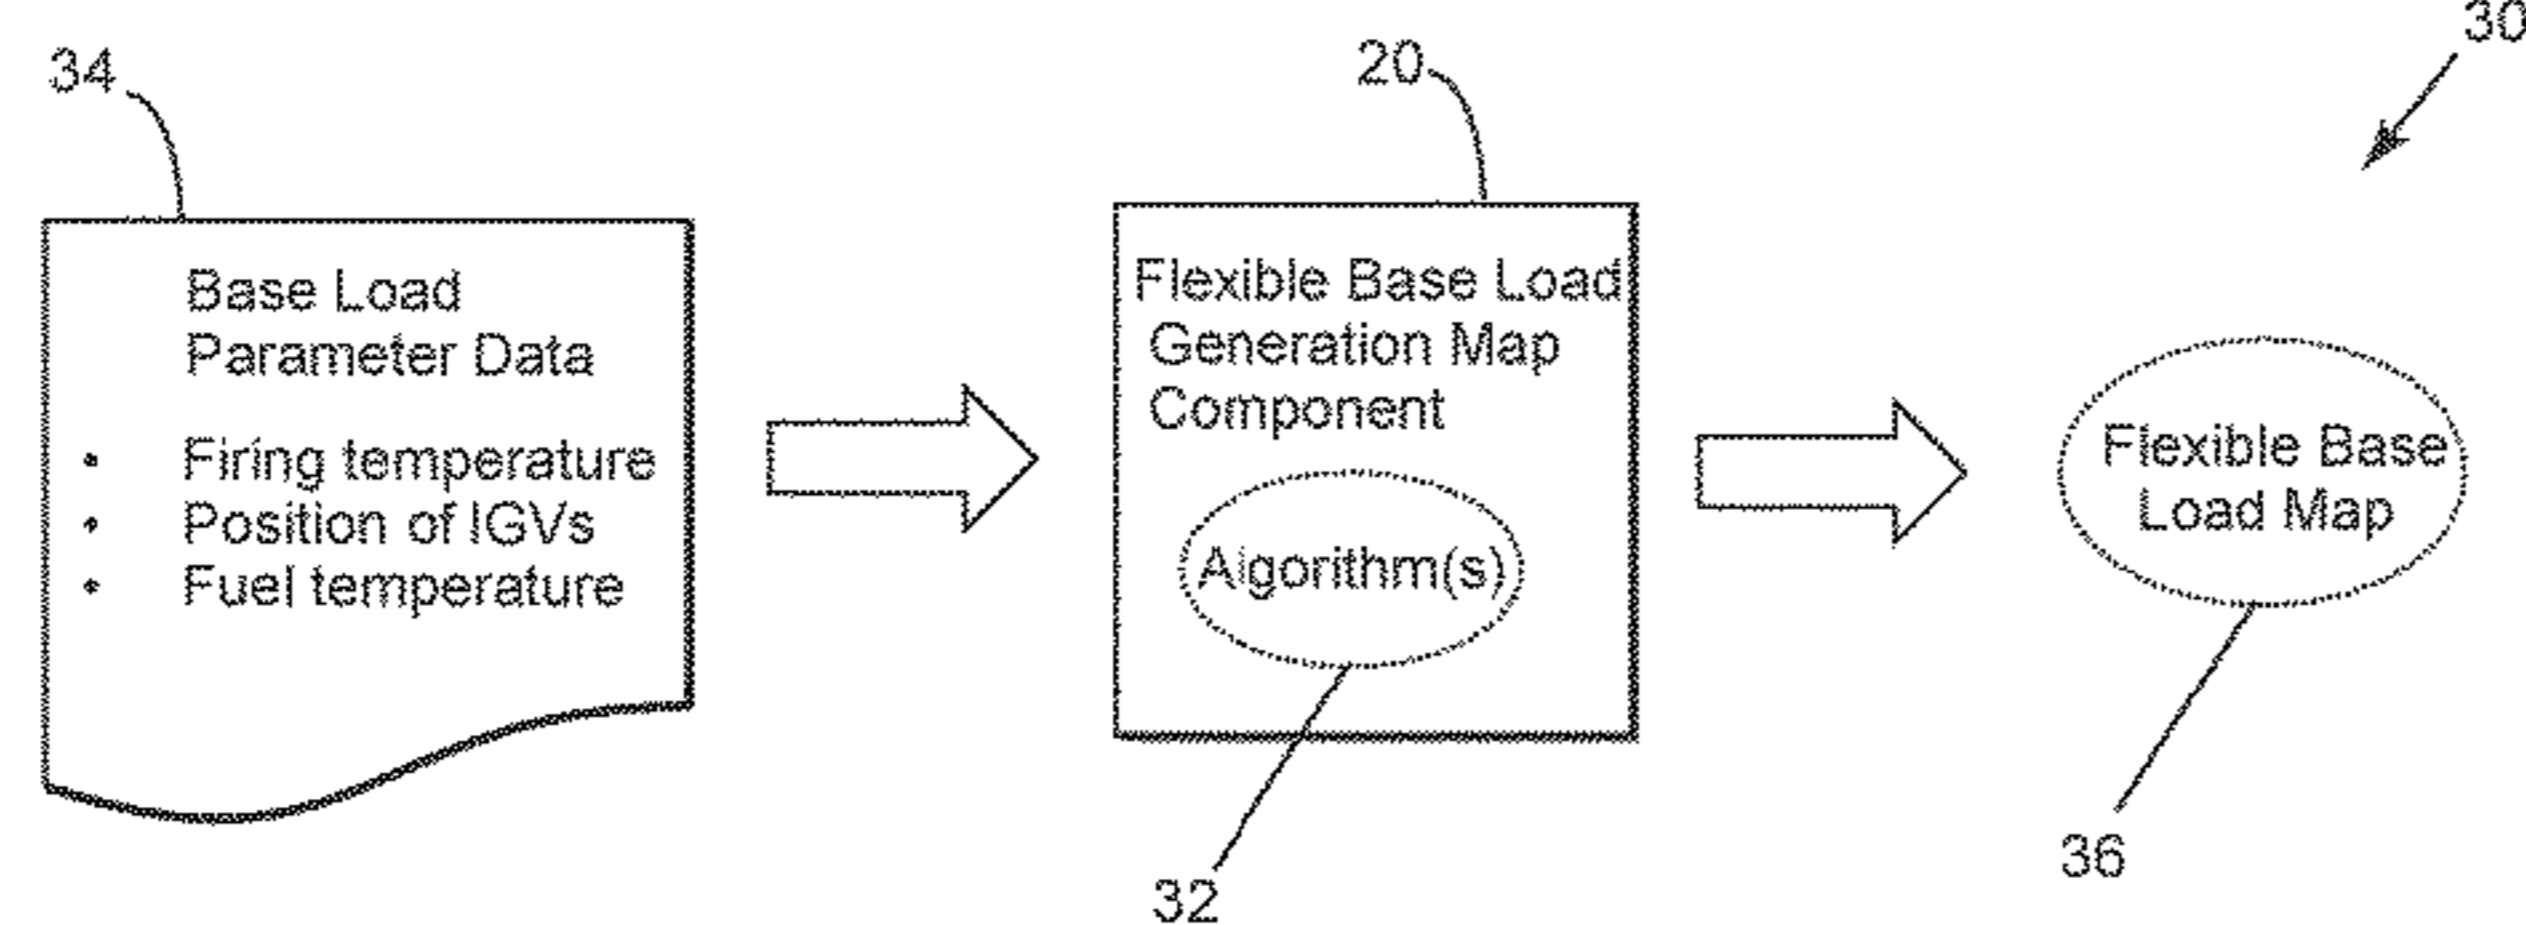 34
20
30
Base Load
Parameter Data
• Firing temperature
• Position of IGVs
• Fuel temperature
Flexible Base Load
Generation Map
Component
Algorithm(s)
32
Flexible Base
Load Map
36